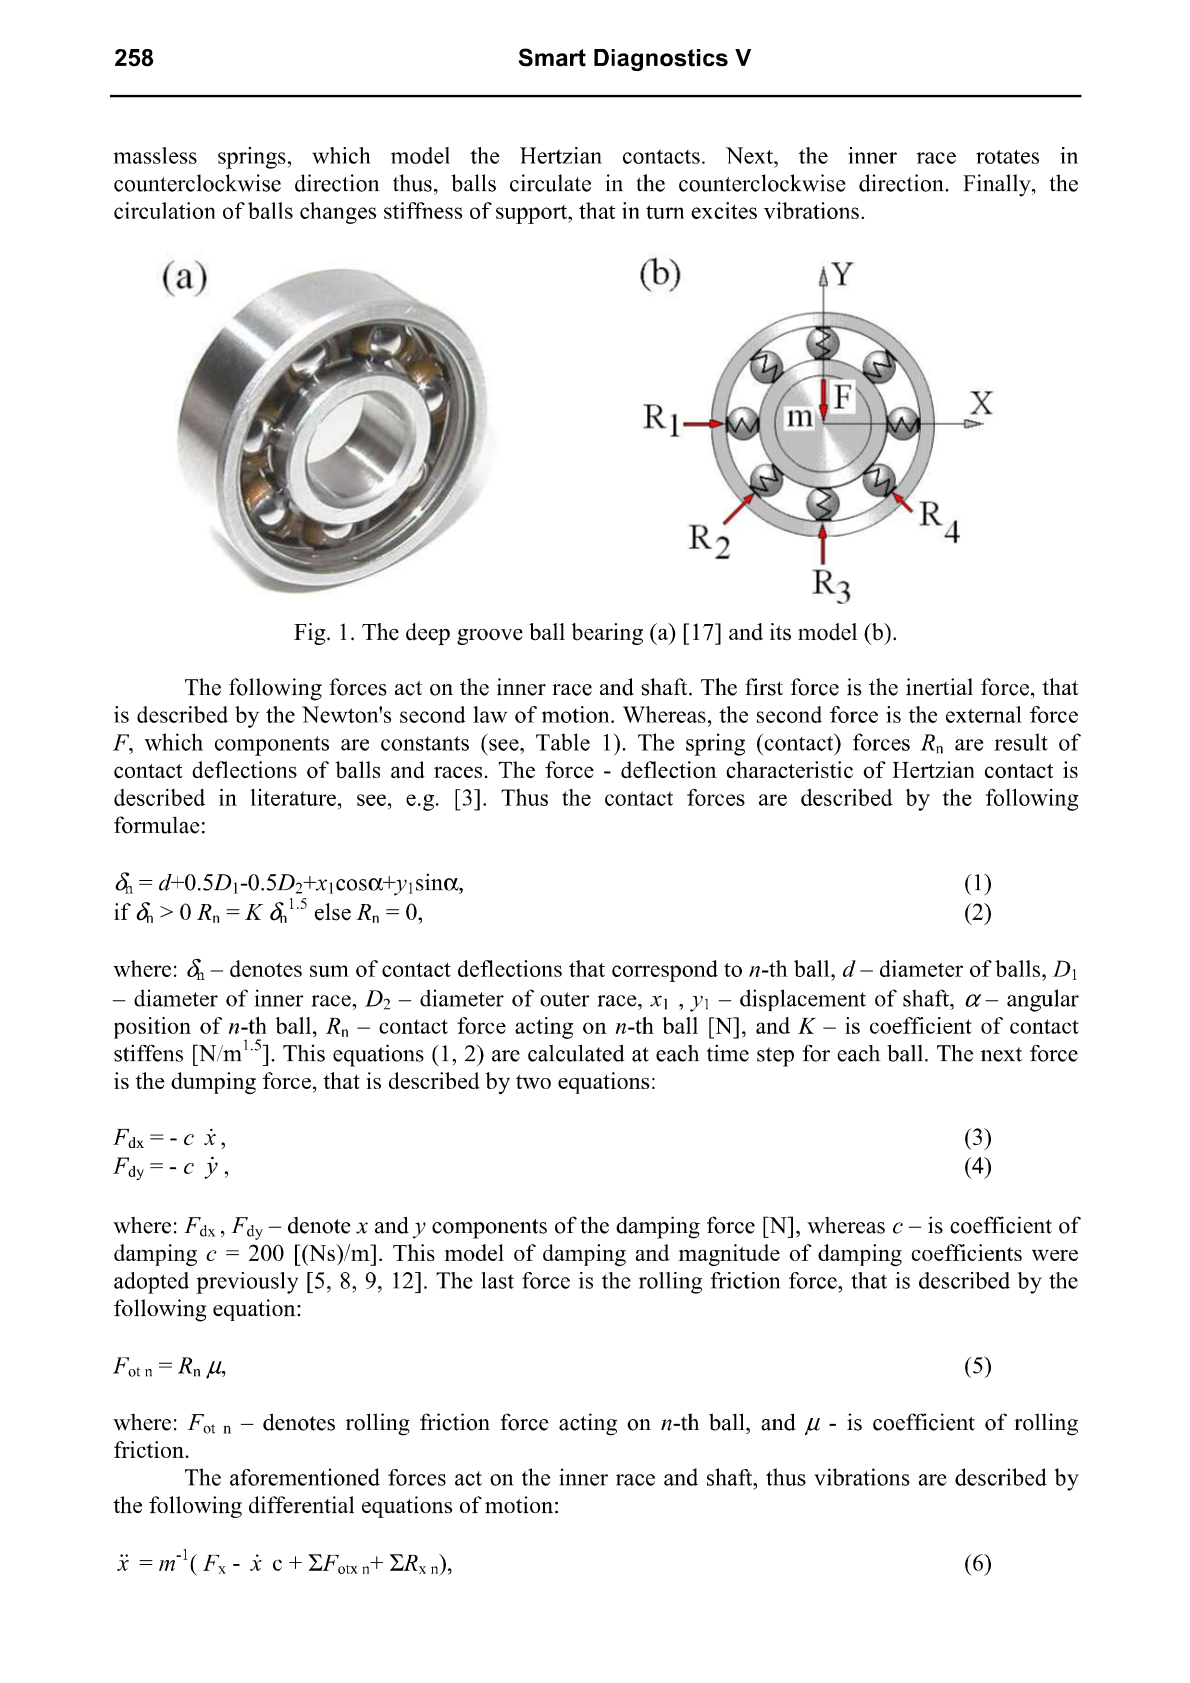 258 Smart Diagnostics V
massless springs, which model the Hertzian contacts. Next, the inner race rotates in
counterclockwise direction thus, balls circulate in the counterclockwise direction. Finally, the
circulation of balls changes stiffness of support, that in turn excites vibrations.
(a)
(b)
Y
X
F
m
R1
R2
R3
R4
Fig. 1. The deep groove ball bearing (a) [17] and its model (b).
The following forces act on the inner race and shaft. The first force is the inertial force, that
is described by the Newton's second law of motion. Whereas, the second force is the external force
F, which components are constants (see, Table 1). The spring (contact) forces Rn are result of
contact deflections of balls and races. The force - deflection characteristic of Hertzian contact is
described in literature, see, e.g. [3]. Thus the contact forces are described by the following
formulae:
δn = d+0.5D1-0.5D2+x1cosα+y1sinα, (1)
if δn > 0 Rn = K δn^1.5 else Rn = 0, (2)
where: δn – denotes sum of contact deflections that correspond to n-th ball, d – diameter of balls, D1
– diameter of inner race, D2 – diameter of outer race, x1 , y1 – displacement of shaft, α – angular
position of n-th ball, Rn – contact force acting on n-th ball [N], and K – is coefficient of contact
stiffens [N/m^1.5]. This equations (1, 2) are calculated at each time step for each ball. The next force
is the dumping force, that is described by two equations:
Fdx = - c ẋ , (3)
Fdy = - c ẏ , (4)
where: Fdx , Fdy – denote x and y components of the damping force [N], whereas c – is coefficient of
damping c = 200 [(Ns)/m]. This model of damping and magnitude of damping coefficients were
adopted previously [5, 8, 9, 12]. The last force is the rolling friction force, that is described by the
following equation:
Fot n = Rn μ, (5)
where: Fot n – denotes rolling friction force acting on n-th ball, and μ - is coefficient of rolling
friction.
The aforementioned forces act on the inner race and shaft, thus vibrations are described by
the following differential equations of motion:
ẍ = m^-1( Fx - ẋ c + ΣFotx n+ ΣRx n), (6)